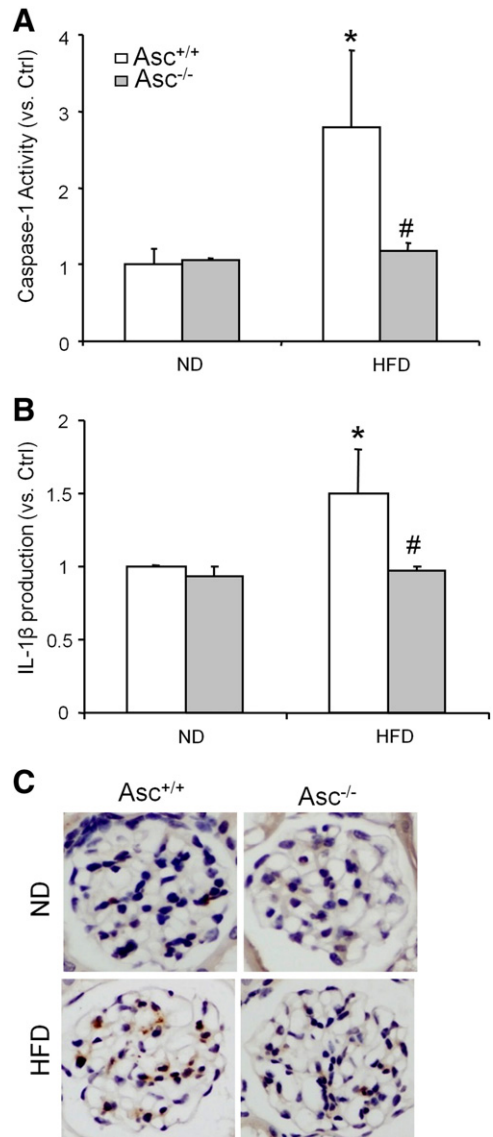 A
Caspase-1 Activity (vs. Ctrl)
4
3
2
1
0
Asc+/+
Asc-/-
*
#
ND HFD
B
IL-1β production (vs. Ctrl)
2
1.5
1
0.5
0
*
#
ND HFD
C
Asc+/+ Asc-/-
ND
HFD